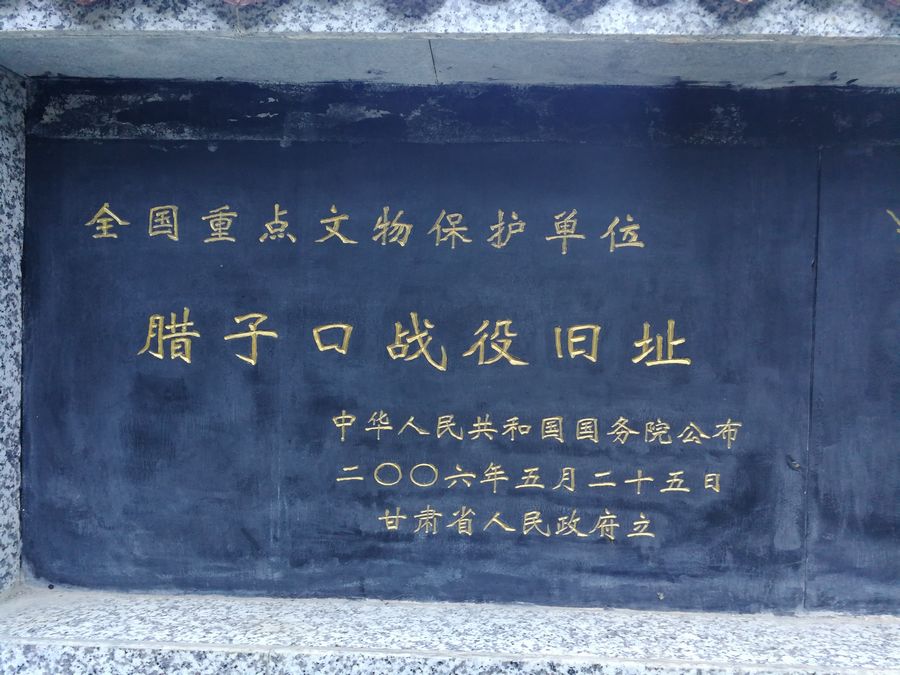 全国重点文物保护单位
腊子口战役旧址
中华人民共和国国务院公布
二〇〇六年五月二十五日
甘肃省人民政府立